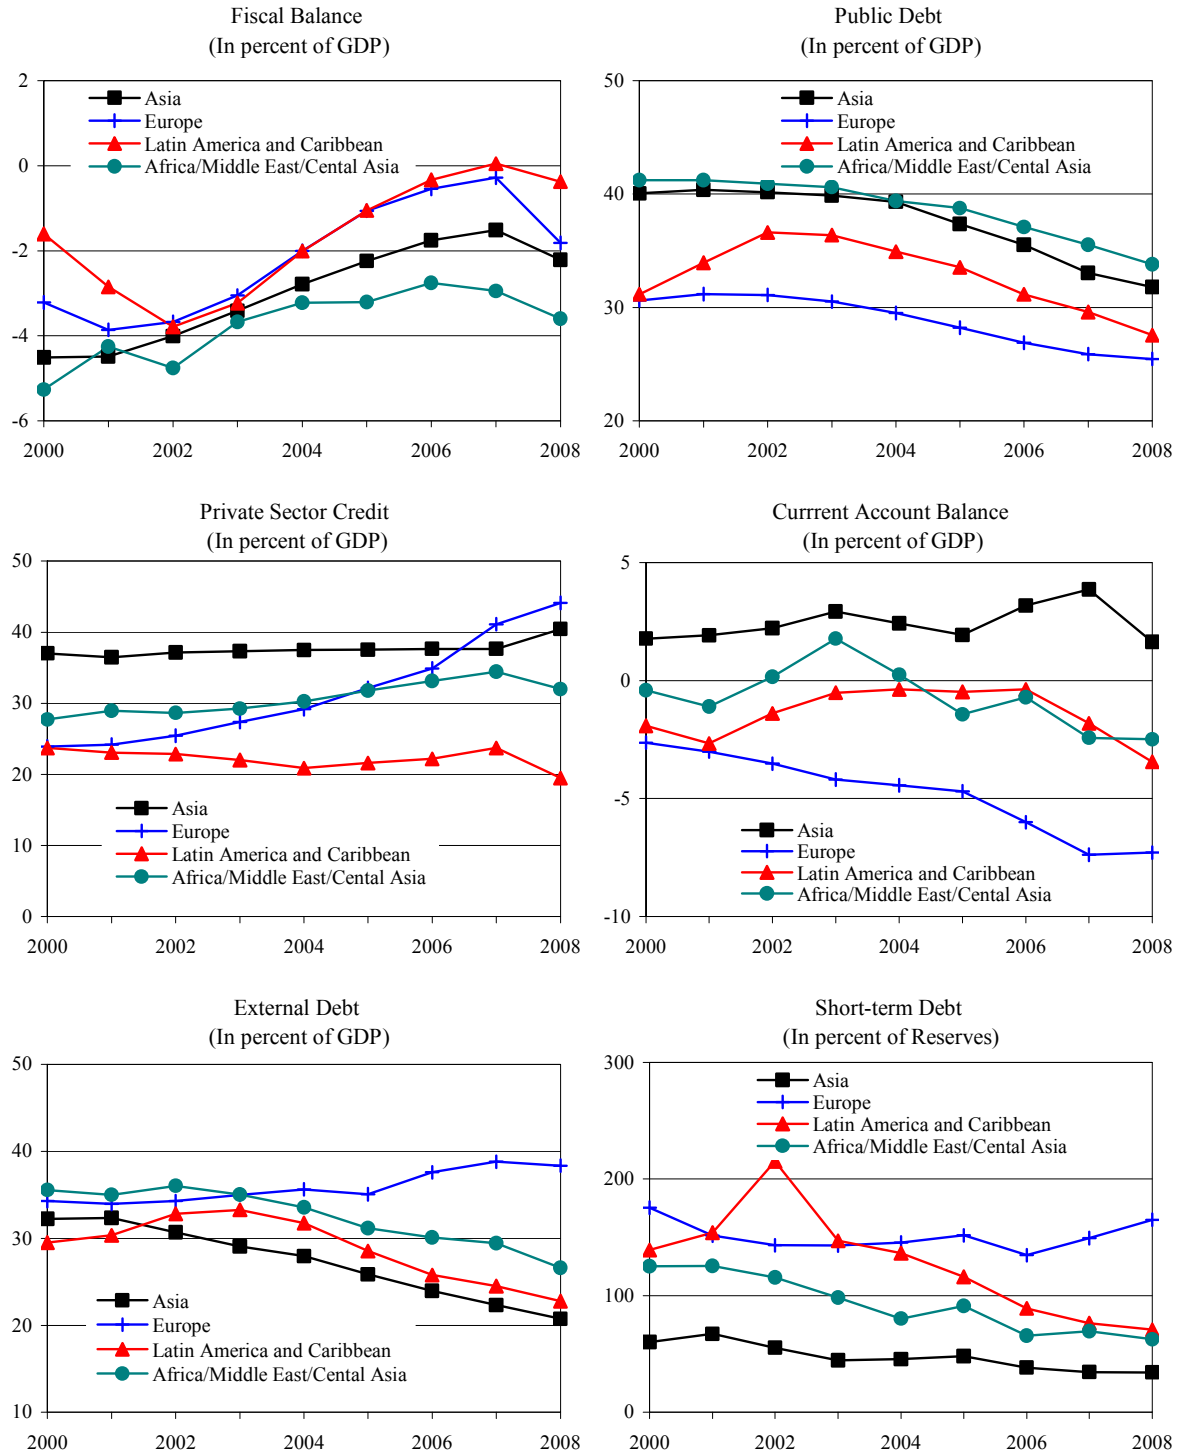 Fiscal Balance
(In percent of GDP)
2
0
-2
-4
-6
Asia
Europe
Latin America and Caribbean
Africa/Middle East/Cental Asia
2000
2002
2004
2006
2008
Public Debt
(In percent of GDP)
50
40
30
20
Asia
Europe
Latin America and Caribbean
Africa/Middle East/Cental Asia
2000
2002
2004
2006
2008
Private Sector Credit
(In percent of GDP)
50
40
30
20
10
0
Asia
Europe
Latin America and Caribbean
Africa/Middle East/Cental Asia
2000
2002
2004
2006
2008
Currrent Account Balance
(In percent of GDP)
5
0
-5
-10
Asia
Europe
Latin America and Caribbean
Africa/Middle East/Cental Asia
2000
2002
2004
2006
2008
External Debt
(In percent of GDP)
50
40
30
20
10
Asia
Europe
Latin America and Caribbean
Africa/Middle East/Cental Asia
2000
2002
2004
2006
2008
Short-term Debt
(In percent of Reserves)
300
200
100
0
Asia
Europe
Latin America and Caribbean
Africa/Middle East/Cental Asia
2000
2002
2004
2006
2008